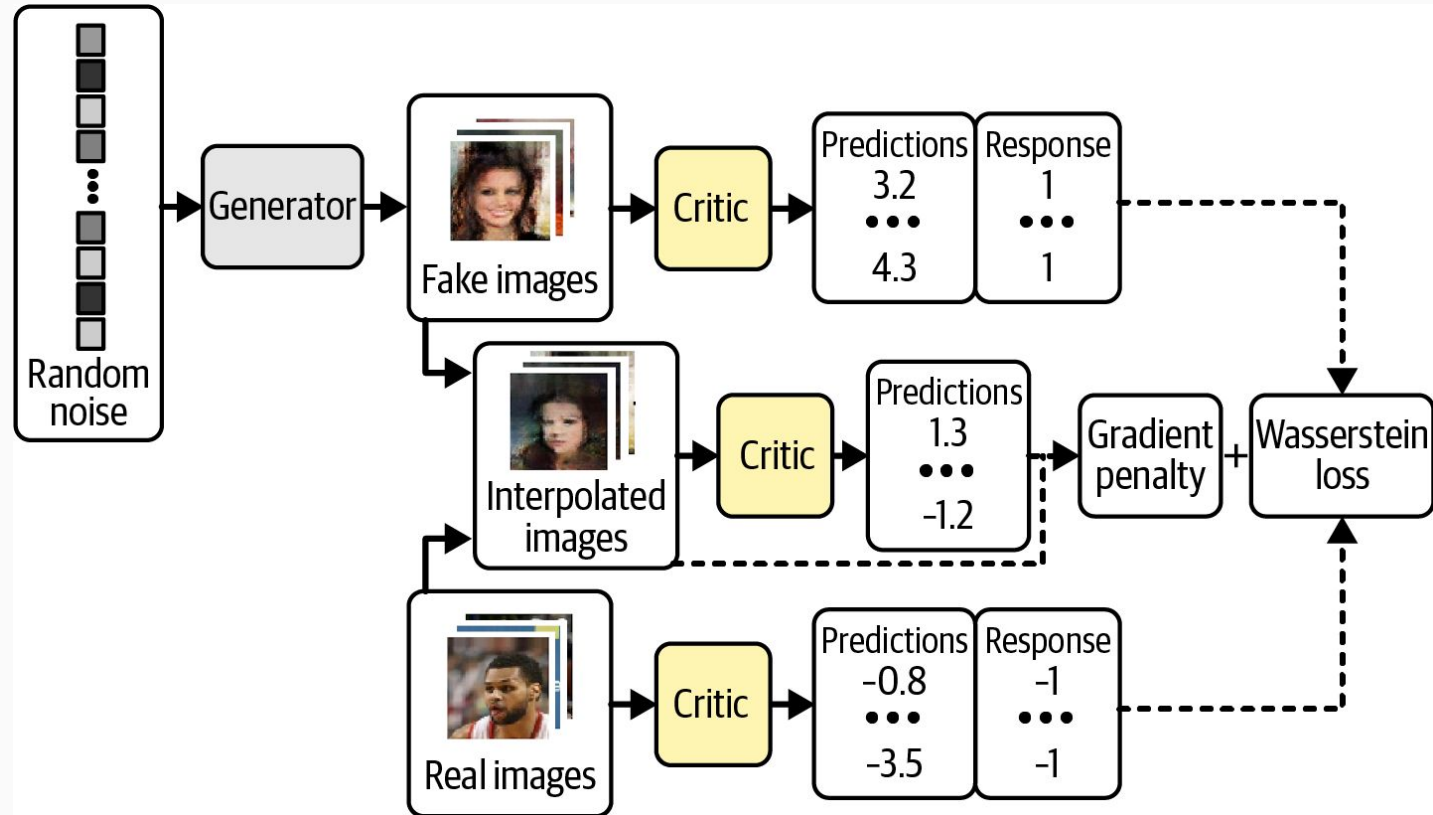 Random
noise
Generator
Fake images
Critic
Predictions
3.2
•••
4.3
Response
1
•••
1
Interpolated
images
Critic
Predictions
1.3
•••
–1.2
Gradient
penalty
+
Wasserstein
loss
Real images
Critic
Predictions
–0.8
•••
–3.5
Response
–1
•••
–1